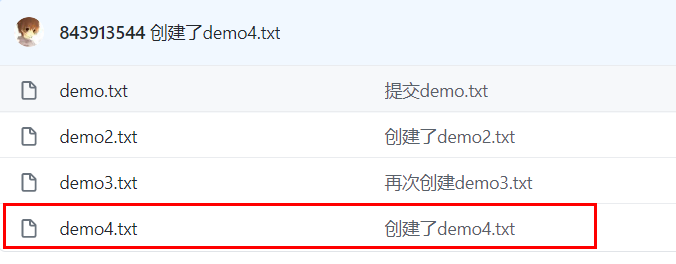 843913544 创建了demo4.txt
demo.txt 提交demo.txt
demo2.txt 创建了demo2.txt
demo3.txt 再次创建demo3.txt
demo4.txt 创建了demo4.txt